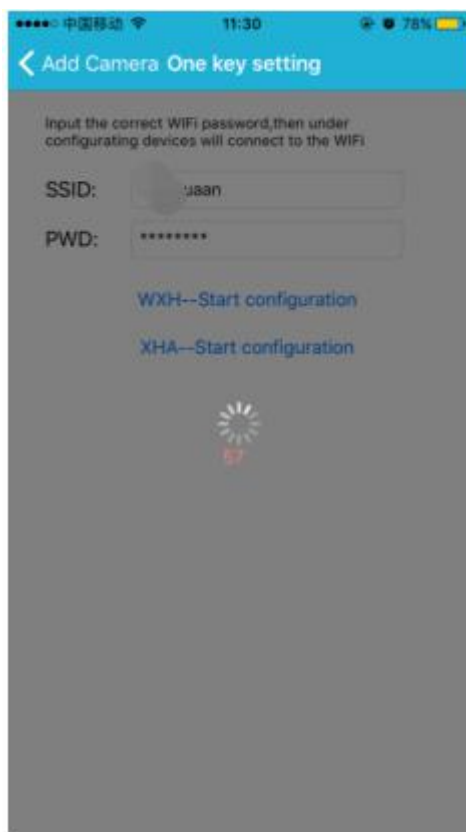 中国移动 11:30 78%
Add Camera One key setting
Input the correct WIFi password,then under
configurating devices will connect to the WIFi
SSID: uaan
PWD: ********
WXH--Start configuration
XHA--Start configuration
57